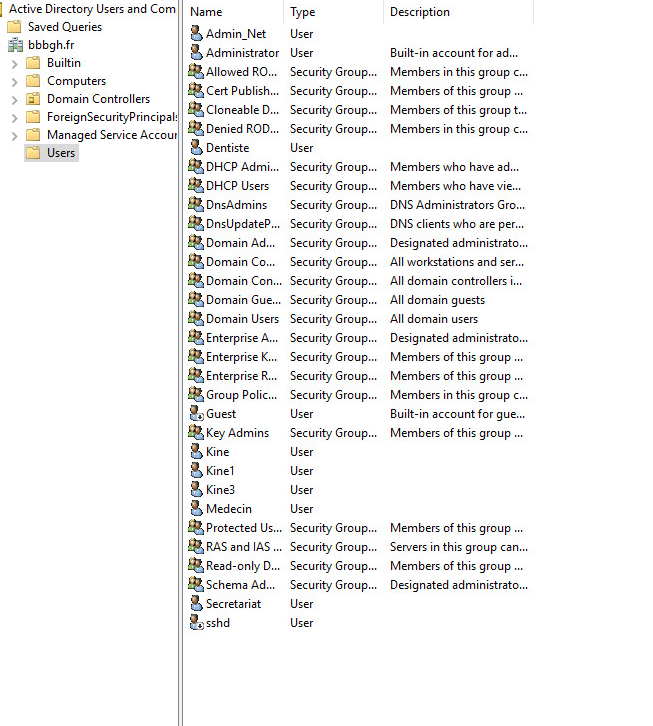 Active Directory Users and Com
Saved Queries
bbbgh.fr
Builtin
Computers
Domain Controllers
ForeignSecurityPrincipals
Managed Service Accour
Users
Name Type Description
Admin_Net User
Administrator User Built-in account for ad...
Allowed RO... Security Group... Members in this group c...
Cert Publish... Security Group... Members of this group ...
Cloneable D... Security Group... Members of this group t...
Denied ROD... Security Group... Members in this group c...
Dentiste User
DHCP Admi... Security Group... Members who have ad...
DHCP Users Security Group... Members who have vie...
DnsAdmins Security Group... DNS Administrators Gro...
DnsUpdateP... Security Group... DNS clients who are per...
Domain Ad... Security Group... Designated administrato...
Domain Co... Security Group... All workstations and ser...
Domain Con... Security Group... All domain controllers i...
Domain Gue... Security Group... All domain guests
Domain Users Security Group... All domain users
Enterprise A... Security Group... Designated administrato...
Enterprise K... Security Group... Members of this group ...
Enterprise R... Security Group... Members of this group ...
Group Polic... Security Group... Members in this group c...
Guest User Built-in account for gue...
Key Admins Security Group... Members of this group ...
Kine User
Kine1 User
Kine3 User
Medecin User
Protected Us... Security Group... Members of this group ...
RAS and IAS ... Security Group... Servers in this group can...
Read-only D... Security Group... Members of this group ...
Schema Ad... Security Group... Designated administrato...
Secretariat User
sshd User